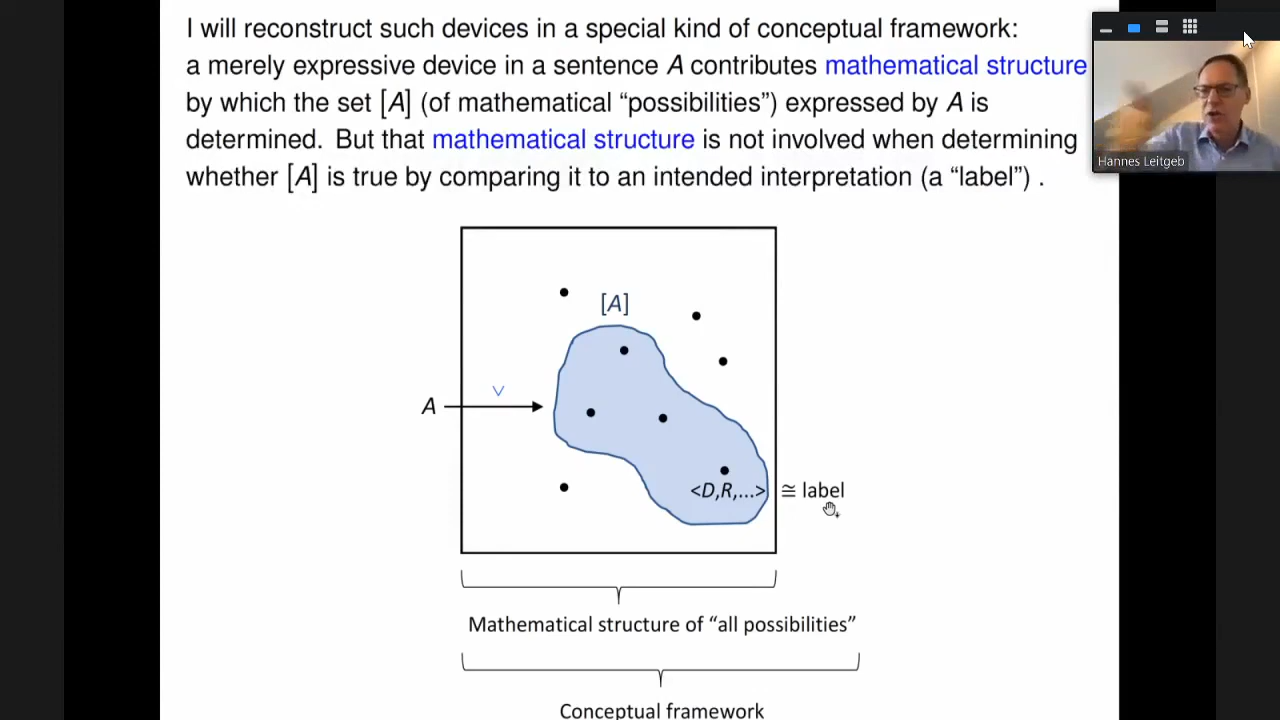 I will reconstruct such devices in a special kind of conceptual framework:
a merely expressive device in a sentence A contributes mathematical structure
by which the set [A] (of mathematical “possibilities”) expressed by A is
determined. But that mathematical structure is not involved when determining
whether [A] is true by comparing it to an intended interpretation (a “label”) .
Hannes Leitgeb
[A]
∨
A
<D,R,...> ≅ label
Mathematical structure of “all possibilities”
Conceptual framework